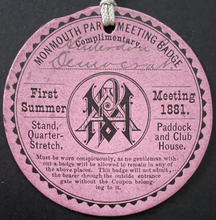 MONMOUTH PARK MEETING BADGE
Complimentary
Democrat
First Summer
Meeting 1881.
Stand, Quarter-Stretch,
Paddock and Club House.
Must be worn conspicuously, as no gentleman with-
out a badge will be allowed to remain in any of
the above places. This badge will not admit
the bearer through the outside entrance
gate without the Coupon belong-
ing to it.